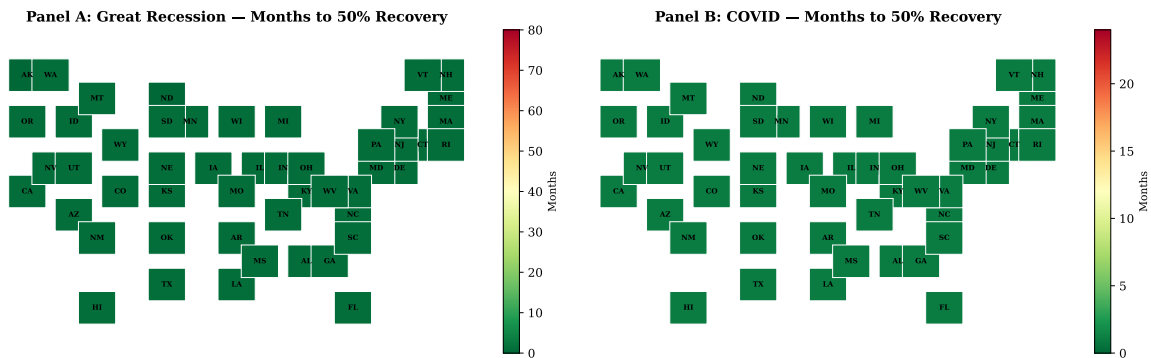 Panel A: Great Recession — Months to 50% Recovery
AK WA VT NH
MT ND ME
OR ID SD MN WI MI NY MA
WY PA NJ CT RI
NV UT NE IA IL IN OH MD DE
CA CO KS MO KY WV VA
AZ TN NC
NM OK AR SC
MS AL GA
TX LA
HI FL
80
70
60
50
40
30
20
10
0
Months
Panel B: COVID — Months to 50% Recovery
AK WA VT NH
MT ND ME
OR ID SD MN WI MI NY MA
WY PA NJ CT RI
NV UT NE IA IL IN OH MD DE
CA CO KS MO KY WV VA
AZ TN NC
NM OK AR SC
MS AL GA
TX LA
HI FL
20
15
10
5
0
Months